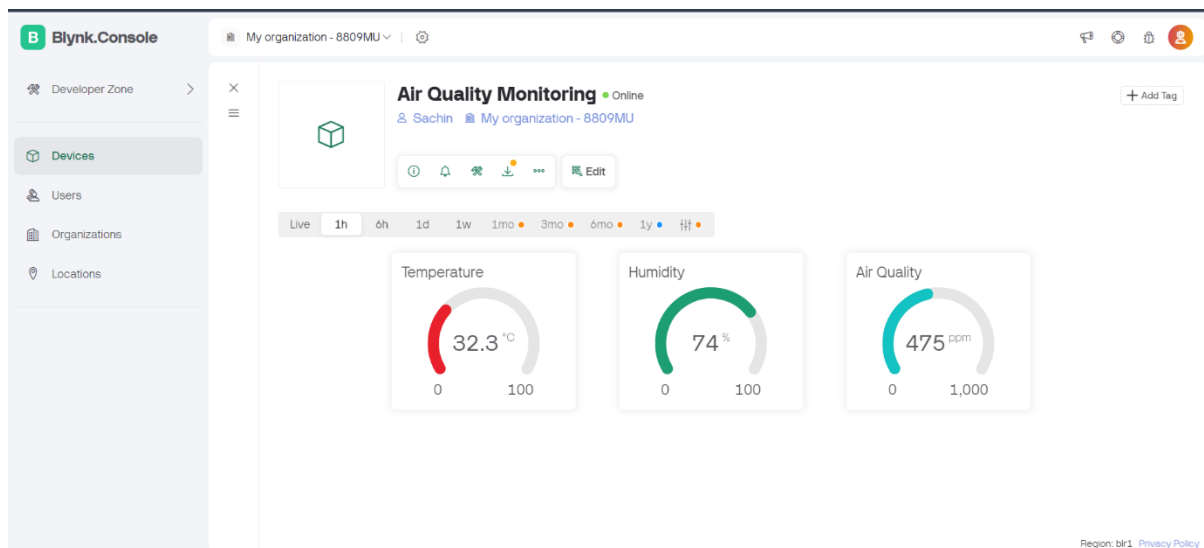 B Blynk.Console
My organization - 8809MU
Developer Zone
Devices
Users
Organizations
Locations
Air Quality Monitoring Online
Sachin My organization - 8809MU
+ Add Tag
Edit
Live 1h 6h 1d 1w 1mo 3mo 6mo 1y
Temperature
32.3 °C
0 100
Humidity
74 %
0 100
Air Quality
475 ppm
0 1,000
Region: blr1 Privacy Policy